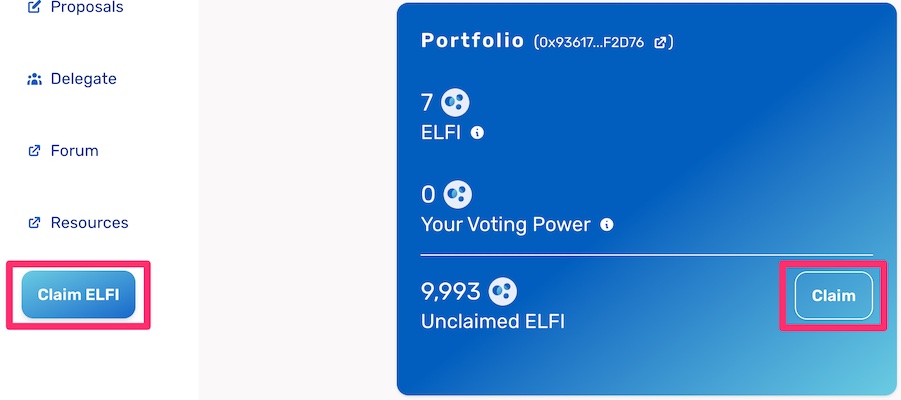 Proposals
Delegate
Forum
Resources
Claim ELFI
Portfolio (0x93617...F2D76)
7
ELFI
0
Your Voting Power
9,993
Unclaimed ELFI
Claim